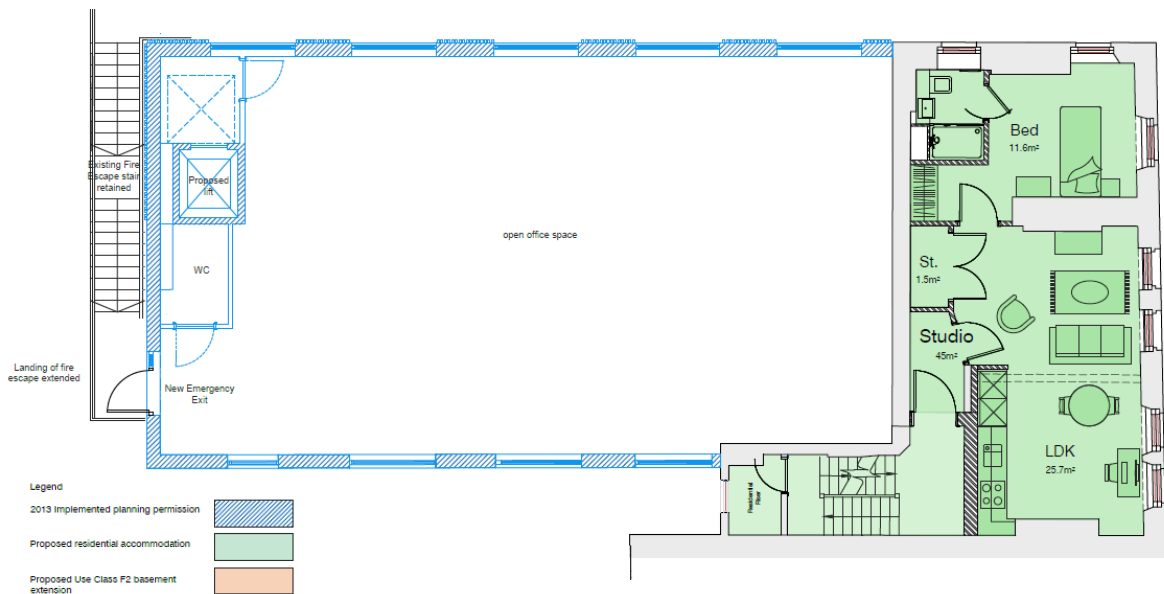 Existing Fire
Escape stair
retained
Proposed
lift
WC
open office space
Landing of fire
escape extended
New Emergency
Exit
Bed
11.6m²
St.
1.5m²
Studio
45m²
LDK
25.7m²
Residential
Riser
Legend
2013 Implemented planning permission
Proposed residential accommodation
Proposed Use Class F2 basement
extension